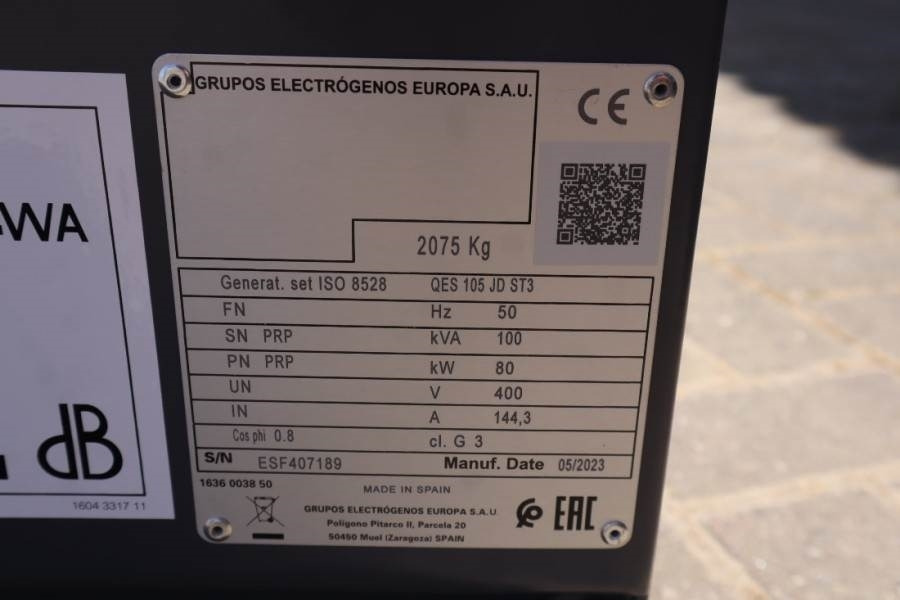 WA
dB
1604 3317 11
GRUPOS ELECTRÓGENOS EUROPA S.A.U.
CE
2075 Kg
Generat. set ISO 8528 QES 105 JD ST3
FN Hz 50
SN PRP kVA 100
PN PRP kW 80
UN V 400
IN A 144,3
Cos phi 0.8 cl. G 3
S/N ESF407189 Manuf. Date 05/2023
1636 0038 50
MADE IN SPAIN
GRUPOS ELECTRÓGENOS EUROPA S.A.U.
Polígono Pitarco II, Parcela 20
50450 Muel (Zaragoza) SPAIN
EAC